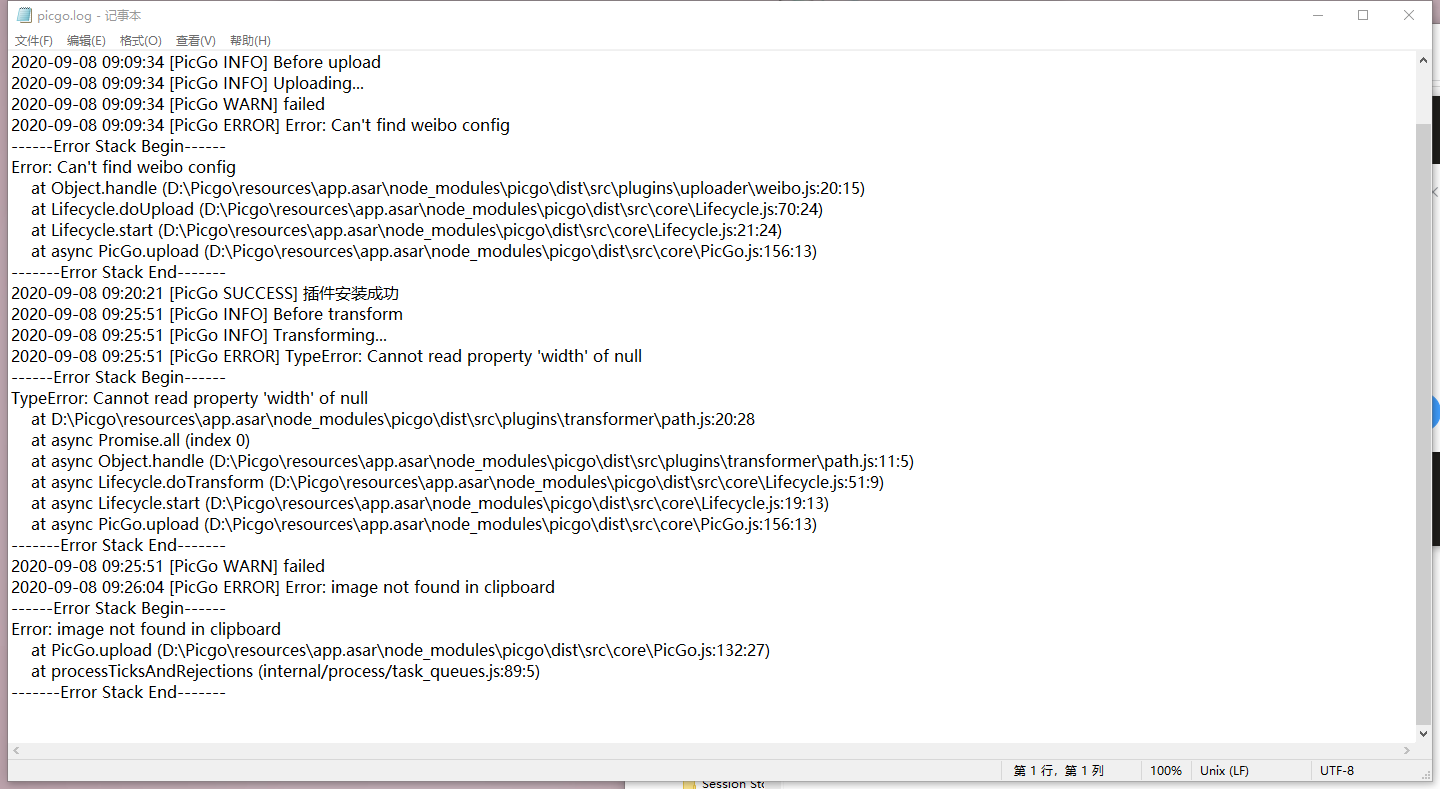 picgo.log - 记事本
文件(F) 编辑(E) 格式(O) 查看(V) 帮助(H)
2020-09-08 09:09:34 [PicGo INFO] Before upload
2020-09-08 09:09:34 [PicGo INFO] Uploading...
2020-09-08 09:09:34 [PicGo WARN] failed
2020-09-08 09:09:34 [PicGo ERROR] Error: Can't find weibo config
------Error Stack Begin------
Error: Can't find weibo config
at Object.handle (D:\Picgo\resources\app.asar\node_modules\picgo\dist\src\plugins\uploader\weibo.js:20:15)
at Lifecycle.doUpload (D:\Picgo\resources\app.asar\node_modules\picgo\dist\src\core\Lifecycle.js:70:24)
at Lifecycle.start (D:\Picgo\resources\app.asar\node_modules\picgo\dist\src\core\Lifecycle.js:21:24)
at async PicGo.upload (D:\Picgo\resources\app.asar\node_modules\picgo\dist\src\core\PicGo.js:156:13)
-------Error Stack End-------
2020-09-08 09:20:21 [PicGo SUCCESS] 插件安装成功
2020-09-08 09:25:51 [PicGo INFO] Before transform
2020-09-08 09:25:51 [PicGo INFO] Transforming...
2020-09-08 09:25:51 [PicGo ERROR] TypeError: Cannot read property 'width' of null
------Error Stack Begin------
TypeError: Cannot read property 'width' of null
at D:\Picgo\resources\app.asar\node_modules\picgo\dist\src\plugins\transformer\path.js:20:28
at async Promise.all (index 0)
at async Object.handle (D:\Picgo\resources\app.asar\node_modules\picgo\dist\src\plugins\transformer\path.js:11:5)
at async Lifecycle.doTransform (D:\Picgo\resources\app.asar\node_modules\picgo\dist\src\core\Lifecycle.js:51:9)
at async Lifecycle.start (D:\Picgo\resources\app.asar\node_modules\picgo\dist\src\core\Lifecycle.js:19:13)
at async PicGo.upload (D:\Picgo\resources\app.asar\node_modules\picgo\dist\src\core\PicGo.js:156:13)
-------Error Stack End-------
2020-09-08 09:25:51 [PicGo WARN] failed
2020-09-08 09:26:04 [PicGo ERROR] Error: image not found in clipboard
------Error Stack Begin------
Error: image not found in clipboard
at PicGo.upload (D:\Picgo\resources\app.asar\node_modules\picgo\dist\src\core\PicGo.js:132:27)
at processTicksAndRejections (internal/process/task_queues.js:89:5)
-------Error Stack End-------
第 1 行，第 1 列 100% Unix (LF) UTF-8
Session